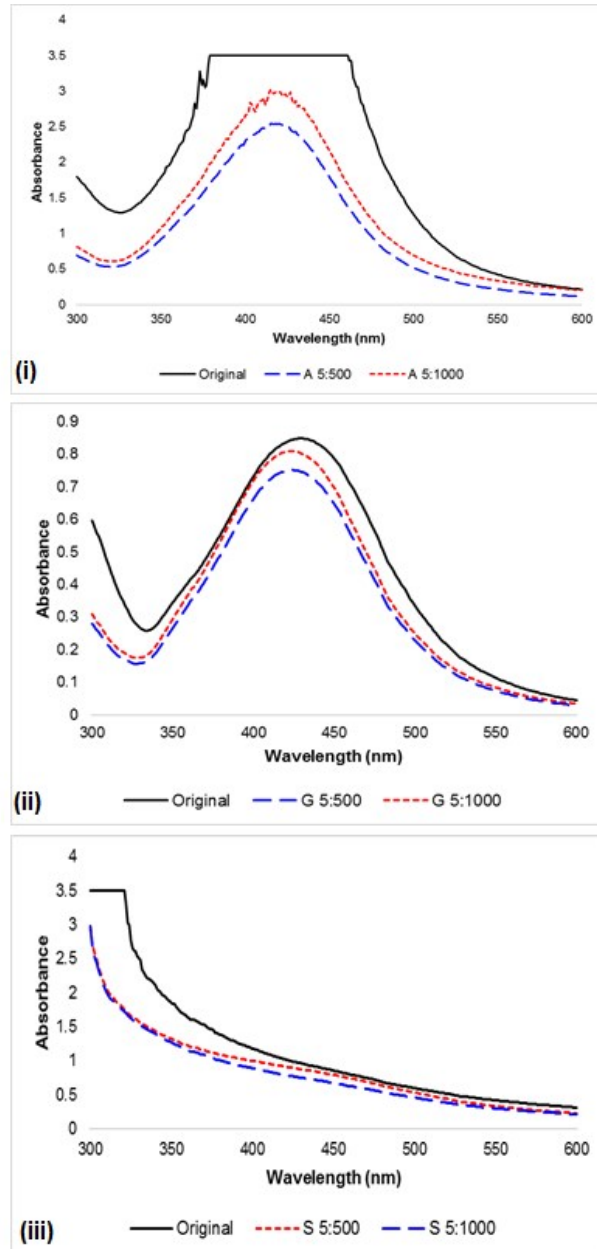 4
3.5
3
2.5
2
1.5
1
0.5
0
Absorbance
300 350 400 450 500 550 600
Wavelength (nm)
(i)
Original A 5:500 A 5:1000
0.9
0.8
0.7
0.6
0.5
0.4
0.3
0.2
0.1
0
Absorbance
300 350 400 450 500 550 600
Wavelength (nm)
(ii)
Original G 5:500 G 5:1000
4
3.5
3
2.5
2
1.5
1
0.5
0
Absorbance
300 350 400 450 500 550 600
Wavelength (nm)
(iii)
Original S 5:500 S 5:1000